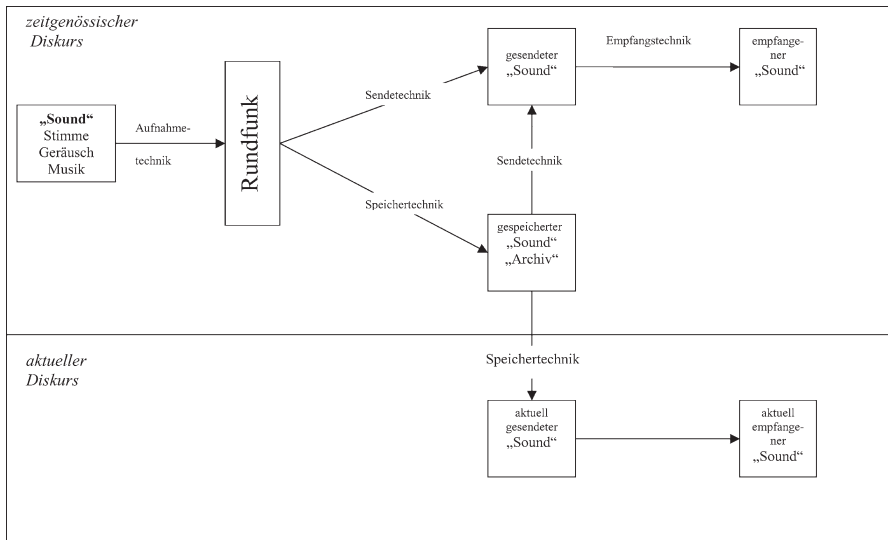 zeitgenössischer
Diskurs
„Sound“
Stimme
Geräusch
Musik
Aufnahme-
technik
Rundfunk
Sendetechnik
Speichertechnik
gesendeter
„Sound“
Empfangstechnik
empfange-
ner
„Sound“
Sendetechnik
gespeicherter
„Sound“
„Archiv“
aktueller
Diskurs
Speichertechnik
aktuell
gesendeter
„Sound“
aktuell
empfange-
ner
„Sound“